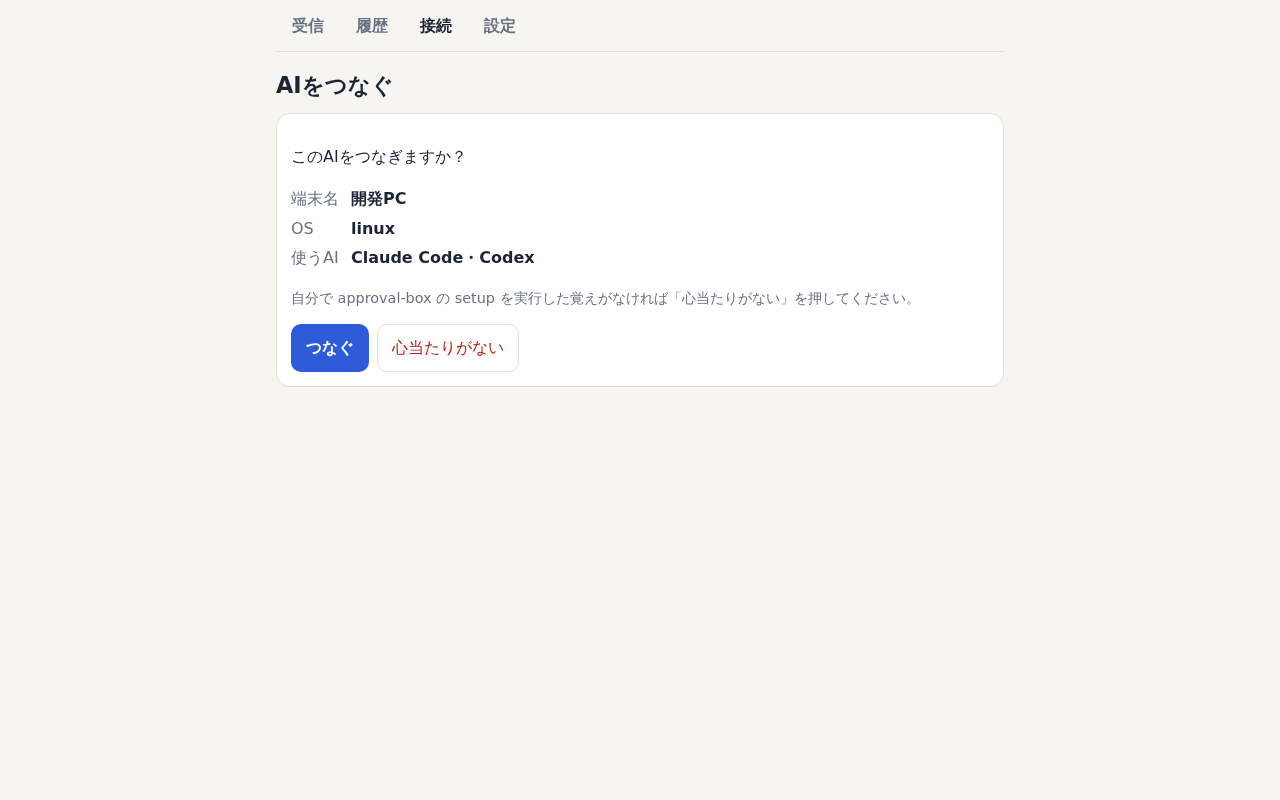 受信 履歴 接続 設定
AIをつなぐ
このAIをつなぎますか？
端末名 開発PC
OS linux
使うAI Claude Code・Codex
自分で approval-box の setup を実行した覚えがなければ「心当たりがない」を押してください。
つなぐ 心当たりがない